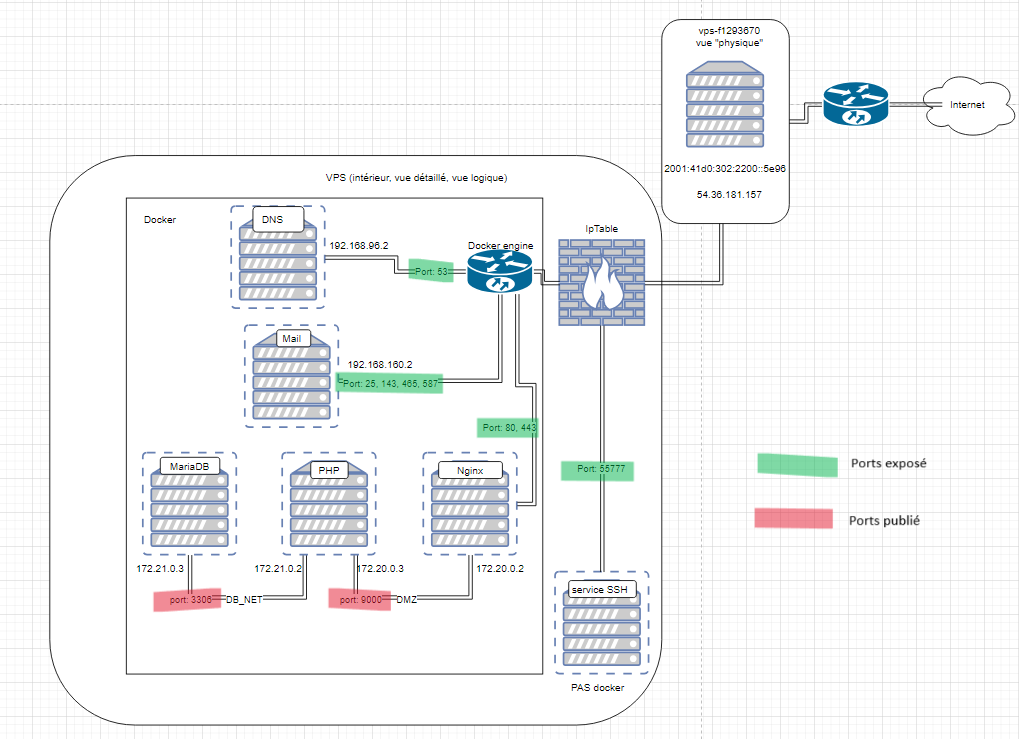 vps-f1293670
vue "physique"
Internet
2001:41d0:302:2200::5e96
54.36.181.157
VPS (intérieur, vue détaillé, vue logique)
Docker
DNS
192.168.96.2
Port: 53
Docker engine
IpTable
Mail
192.168.160.2
Port: 25, 143, 465, 587
Port: 80, 443
MariaDB
PHP
Nginx
Port: 55777
Ports exposé
Ports publié
172.21.0.3
172.21.0.2
172.20.0.3
172.20.0.2
port: 3306
DB_NET
port: 9000
DMZ
service SSH
PAS docker